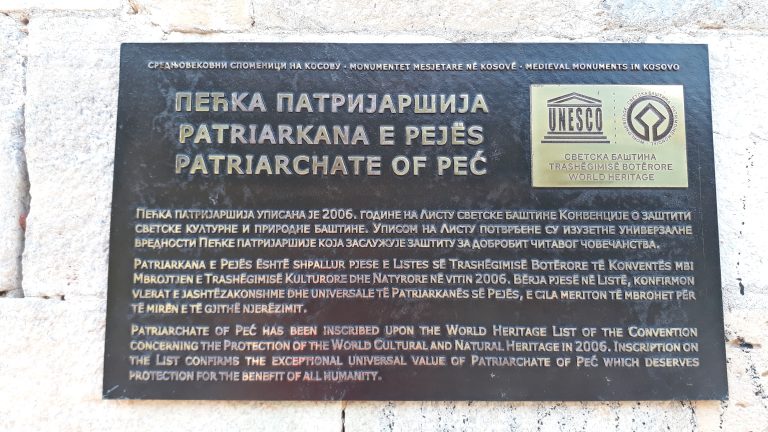 СРЕДЊОВЕКОВНИ СПОМЕНИЦИ НА КОСОВУ · MONUMENTET MESJETARE NË KOSOVË · MEDIEVAL MONUMENTS IN KOSOVO
ПЕЋКА ПАТРИЈАРШИЈА
PATRIARKANA E PEJËS
PATRIARCHATE OF PEĆ
UNESCO
СВЕТСКА БАШТИНА
TRASHËGIMISË BOTËRORE
WORLD HERITAGE
ПЕЋКА ПАТРИЈАРШИЈА УПИСАНА ЈЕ 2006. ГОДИНЕ НА ЛИСТУ СВЕТСКЕ БАШТИНЕ КОНВЕНЦИЈЕ О ЗАШТИТИ
СВЕТСКЕ КУЛТУРНЕ И ПРИРОДНЕ БАШТИНЕ. УПИСОМ НА ЛИСТУ ПОТВРЂЕНЕ СУ ИЗУЗЕТНЕ УНИВЕРЗАЛНЕ
ВРЕДНОСТИ ПЕЋКЕ ПАТРИЈАРШИЈЕ КОЈА ЗАСЛУЖУЈЕ ЗАШТИТУ ЗА ДОБРОБИТ ЧИТАВОГ ЧОВЕЧАНСТВА.
PATRIARKANA E PEJËS ËSHTË SHPALLUR PJESE E LISTES SË TRASHËGIMISË BOTËRORE TË KONVENTËS MBI
MBROJTJEN E TRASHËGIMISË KULTURORE DHE NATYRORE NË VITIN 2006. BËRJA PJESË NË LISTË, KONFIRMON
VLERAT E JASHTËZAKONSHME DHE UNIVERSALE TË PATRIARKANËS SË PEJËS, E CILA MERITON TË MBROHET PËR
TË MIRËN E TË GJITHË NJERËZIMIT.
PATRIARCHATE OF PEĆ HAS BEEN INSCRIBED UPON THE WORLD HERITAGE LIST OF THE CONVENTION
CONCERNING THE PROTECTION OF THE WORLD CULTURAL AND NATURAL HERITAGE IN 2006. INSCRIPTION ON
THE LIST CONFIRMS THE EXCEPTIONAL UNIVERSAL VALUE OF PATRIARCHATE OF PEĆ WHICH DESERVES
PROTECTION FOR THE BENEFIT OF ALL HUMANITY.